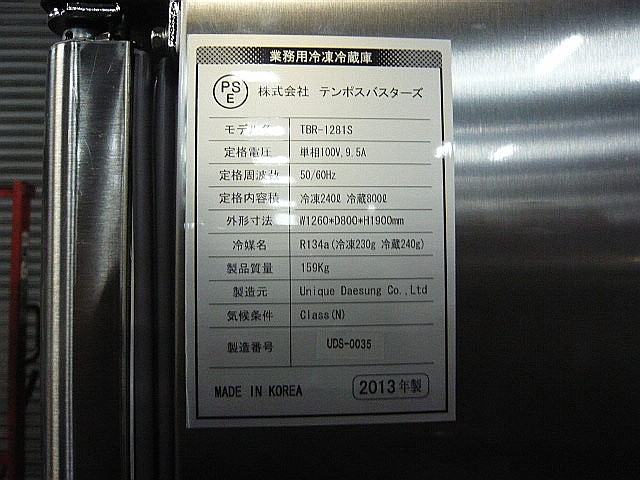 業務用冷凍冷蔵庫
PS
E
株式会社 テンポスバスターズ
モデル名 TBR-1281S
定格電圧 単相100V, 9.5A
定格周波数 50/60Hz
定格内容積 冷凍240ℓ 冷蔵800ℓ
外形寸法 W1260*D800*H1900mm
冷媒名 R134a(冷凍230g 冷蔵240g)
製品質量 159Kg
製造元 Unique Daesung Co.,Ltd
気候条件 Class(N)
製造番号 UDS-0035
MADE IN KOREA 2013年製